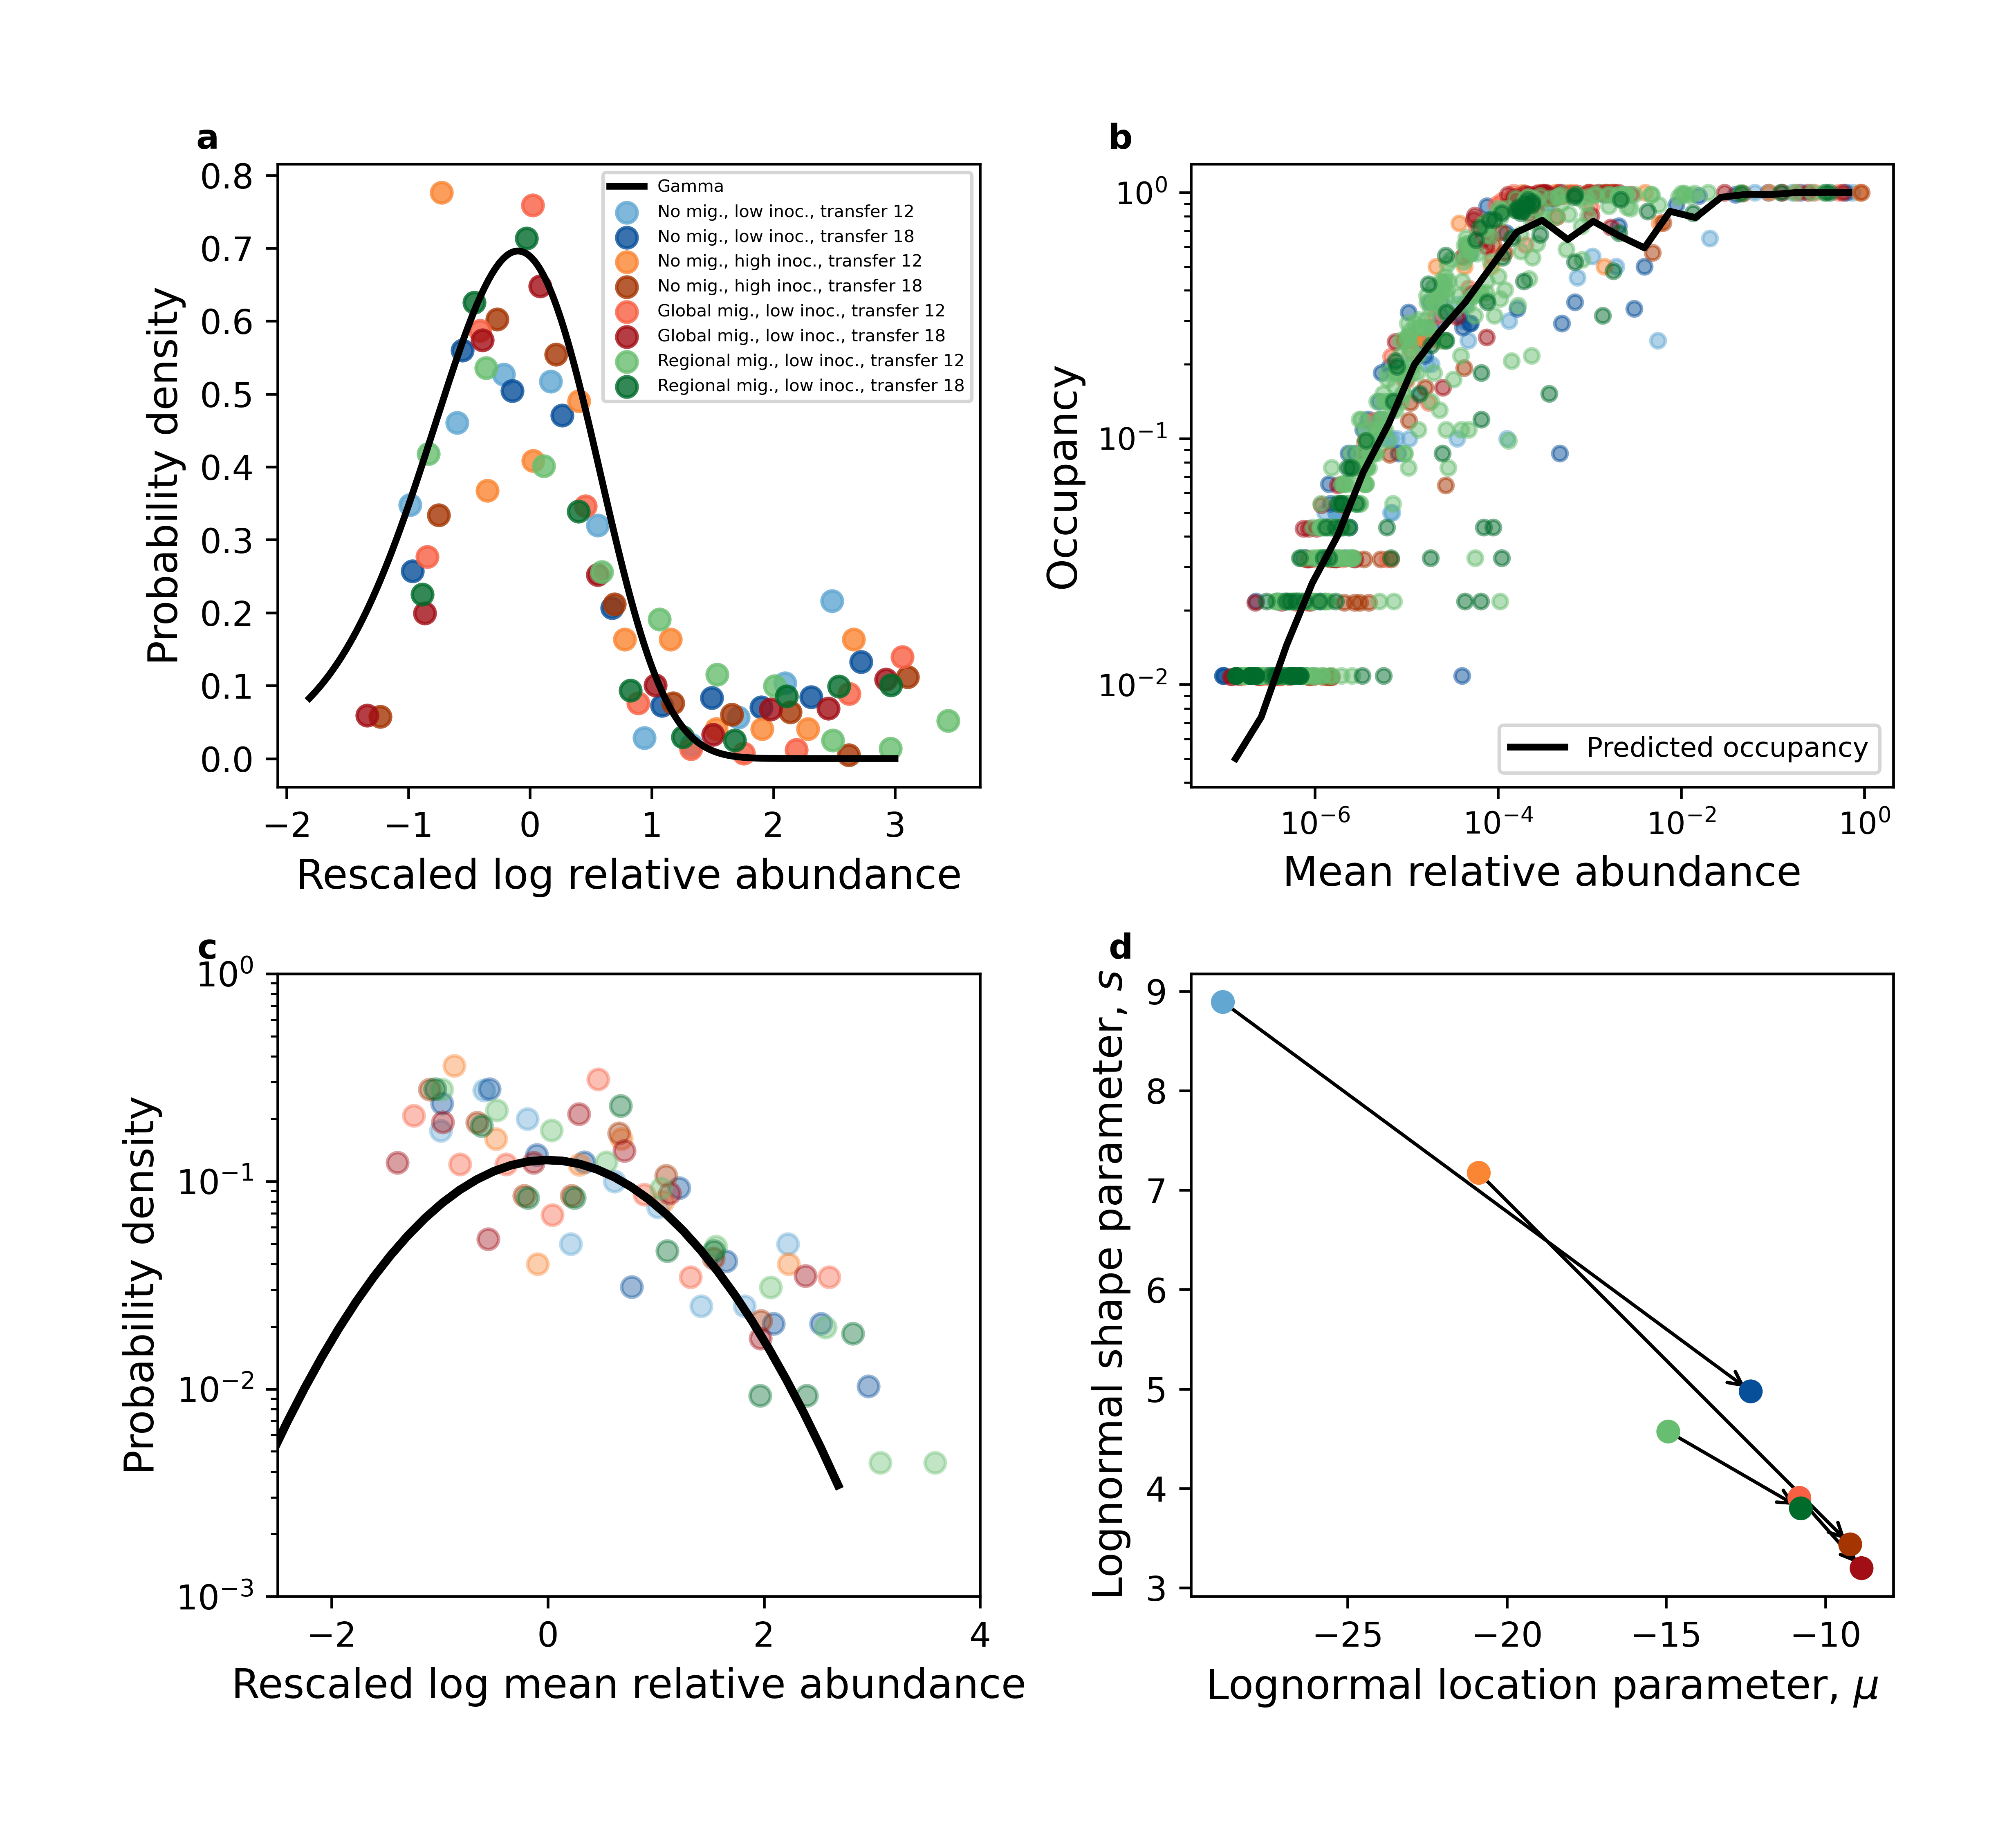 a
0.8
0.7
0.6
0.5
0.4
0.3
0.2
0.1
0.0
Probability density
Gamma
No mig., low inoc., transfer 12
No mig., low inoc., transfer 18
No mig., high inoc., transfer 12
No mig., high inoc., transfer 18
Global mig., low inoc., transfer 12
Global mig., low inoc., transfer 18
Regional mig., low inoc., transfer 12
Regional mig., low inoc., transfer 18
−2 −1 0 1 2 3
Rescaled log relative abundance
b
10⁰
10⁻¹
10⁻²
Occupancy
Predicted occupancy
10⁻⁶ 10⁻⁴ 10⁻² 10⁰
Mean relative abundance
c
10⁰
10⁻¹
10⁻²
10⁻³
Probability density
−2 0 2 4
Rescaled log mean relative abundance
d
9
8
7
6
5
4
3
Lognormal shape parameter, s
−25 −20 −15 −10
Lognormal location parameter, μ